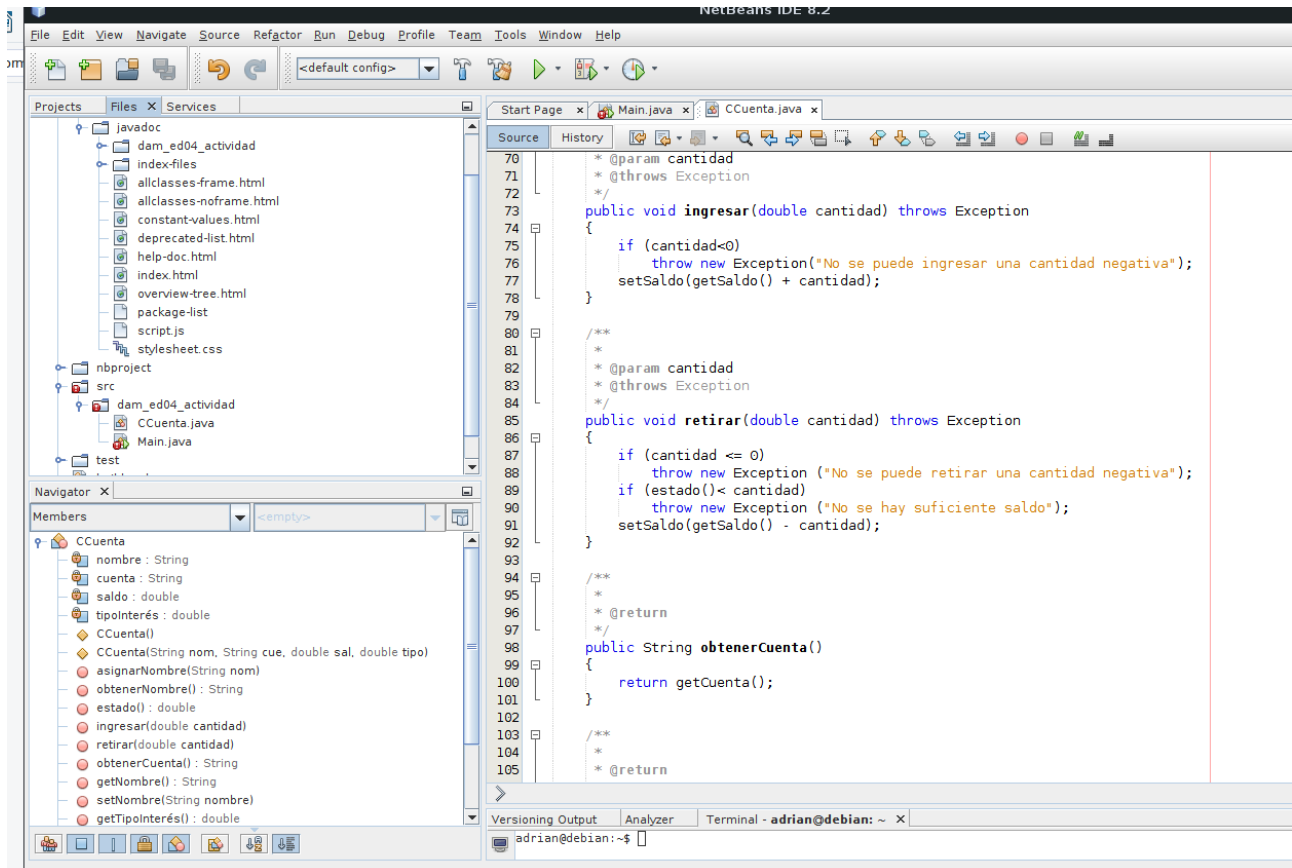 NetBeans IDE 8.2
File Edit View Navigate Source Refactor Run Debug Profile Team Tools Window Help
<default config>
Projects Files X Services
javadoc
dam_ed04_actividad
index-files
allclasses-frame.html
allclasses-noframe.html
constant-values.html
deprecated-list.html
help-doc.html
index.html
overview-tree.html
package-list
script.js
stylesheet.css
nbproject
src
dam_ed04_actividad
CCuenta.java
Main.java
test
Navigator X
Members <empty>
CCuenta
nombre : String
cuenta : String
saldo : double
tipoInterés : double
CCuenta()
CCuenta(String nom, String cue, double sal, double tipo)
asignarNombre(String nom)
obtenerNombre() : String
estado() : double
ingresar(double cantidad)
retirar(double cantidad)
obtenerCuenta() : String
getNombre() : String
setNombre(String nombre)
getTipoInterés() : double
Start Page x Main.java x CCuenta.java x
Source History
70 * @param cantidad
71 * @throws Exception
72 */
73 public void ingresar(double cantidad) throws Exception
74 {
75 if (cantidad<0)
76 throw new Exception("No se puede ingresar una cantidad negativa");
77 setSaldo(getSaldo() + cantidad);
78 }
79
80 /**
81 *
82 * @param cantidad
83 * @throws Exception
84 */
85 public void retirar(double cantidad) throws Exception
86 {
87 if (cantidad <= 0)
88 throw new Exception ("No se puede retirar una cantidad negativa");
89 if (estado()< cantidad)
90 throw new Exception ("No se hay suficiente saldo");
91 setSaldo(getSaldo() - cantidad);
92 }
93
94 /**
95 *
96 * @return
97 */
98 public String obtenerCuenta()
99 {
100 return getCuenta();
101 }
102
103 /**
104 *
105 * @return
Versioning Output Analyzer Terminal - adrian@debian: ~ X
adrian@debian:~$